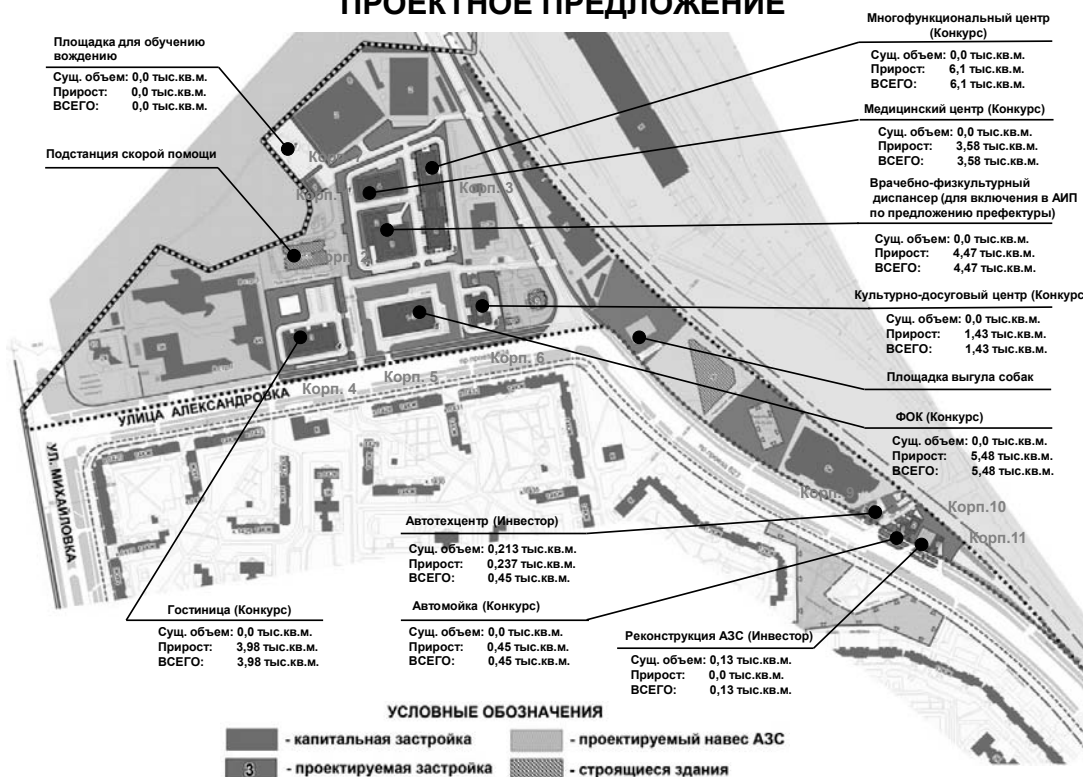 ПРОЕКТНОЕ ПРЕДЛОЖЕНИЕ
Площадка для обучению
вождению
Сущ. объем: 0,0 тыс.кв.м.
Прирост: 0,0 тыс.кв.м.
ВСЕГО: 0,0 тыс.кв.м.
Подстанция скорой помощи
Многофункциональный центр
(Конкурс)
Сущ. объем: 0,0 тыс.кв.м.
Прирост: 6,1 тыс.кв.м.
ВСЕГО: 6,1 тыс.кв.м.
Медицинский центр (Конкурс)
Сущ. объем: 0,0 тыс.кв.м.
Прирост: 3,58 тыс.кв.м.
ВСЕГО: 3,58 тыс.кв.м.
Врачебно-физкультурный
диспансер (для включения в АИП
по предложению префектуры)
Сущ. объем: 0,0 тыс.кв.м.
Прирост: 4,47 тыс.кв.м.
ВСЕГО: 4,47 тыс.кв.м.
Культурно-досуговый центр (Конкурс
Сущ. объем: 0,0 тыс.кв.м.
Прирост: 1,43 тыс.кв.м.
ВСЕГО: 1,43 тыс.кв.м.
Площадка выгула собак
ФОК (Конкурс)
Сущ. объем: 0,0 тыс.кв.м.
Прирост: 5,48 тыс.кв.м.
ВСЕГО: 5,48 тыс.кв.м.
Корп.
Корп.
Корп. 3
Корп. 2
Корп. 4
Корп. 5
Корп. 6
Корп. 9
Корп.10
Корп.11
УЛИЦА АЛЕКСАНДРОВКА
УЛ. МИХАЙЛОВКА
Автотехцентр (Инвестор)
Сущ. объем: 0,213 тыс.кв.м.
Прирост: 0,237 тыс.кв.м.
ВСЕГО: 0,45 тыс.кв.м.
Гостиница (Конкурс)
Сущ. объем: 0,0 тыс.кв.м.
Прирост: 3,98 тыс.кв.м.
ВСЕГО: 3,98 тыс.кв.м.
Автомойка (Конкурс)
Сущ. объем: 0,0 тыс.кв.м.
Прирост: 0,45 тыс.кв.м.
ВСЕГО: 0,45 тыс.кв.м.
Реконструкция АЗС (Инвестор)
Сущ. объем: 0,13 тыс.кв.м.
Прирост: 0,0 тыс.кв.м.
ВСЕГО: 0,13 тыс.кв.м.
УСЛОВНЫЕ ОБОЗНАЧЕНИЯ
- капитальная застройка
- проектируемый навес АЗС
3 - проектируемая застройка
- строящиеся здания